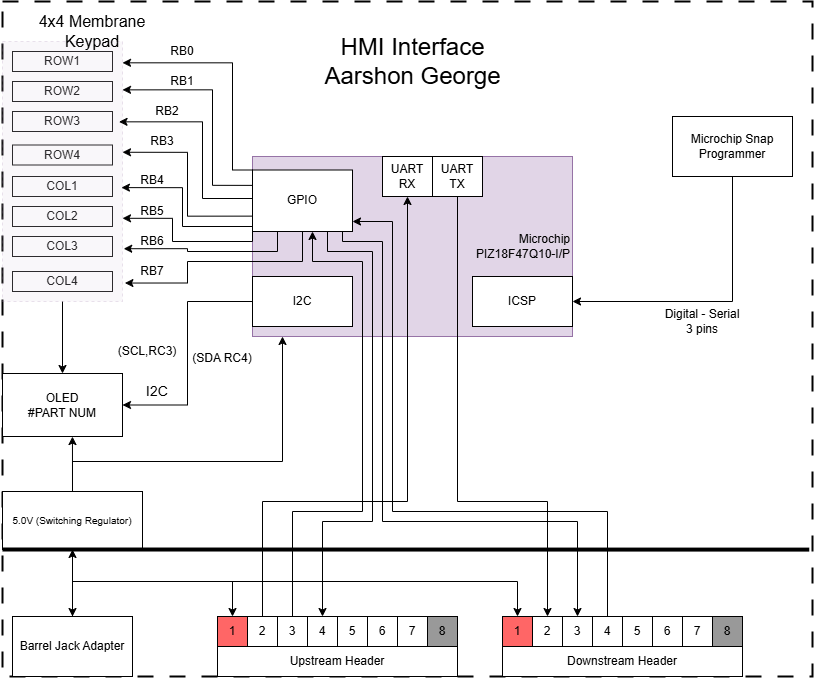 4x4 Membrane
Keypad
HMI Interface
Aarshon George
ROW1
RB0
ROW2
RB1
ROW3
RB2
ROW4
RB3
COL1
RB4
COL2
RB5
COL3
RB6
COL4
RB7
GPIO
UART
RX
UART
TX
Microchip
PIZ18F47Q10-I/P
I2C
ICSP
Microchip Snap
Programmer
Digital - Serial
3 pins
(SCL,RC3)
(SDA RC4)
I2C
OLED
#PART NUM
5.0V (Switching Regulator)
Barrel Jack Adapter
1 2 3 4 5 6 7 8
Upstream Header
1 2 3 4 5 6 7 8
Downstream Header